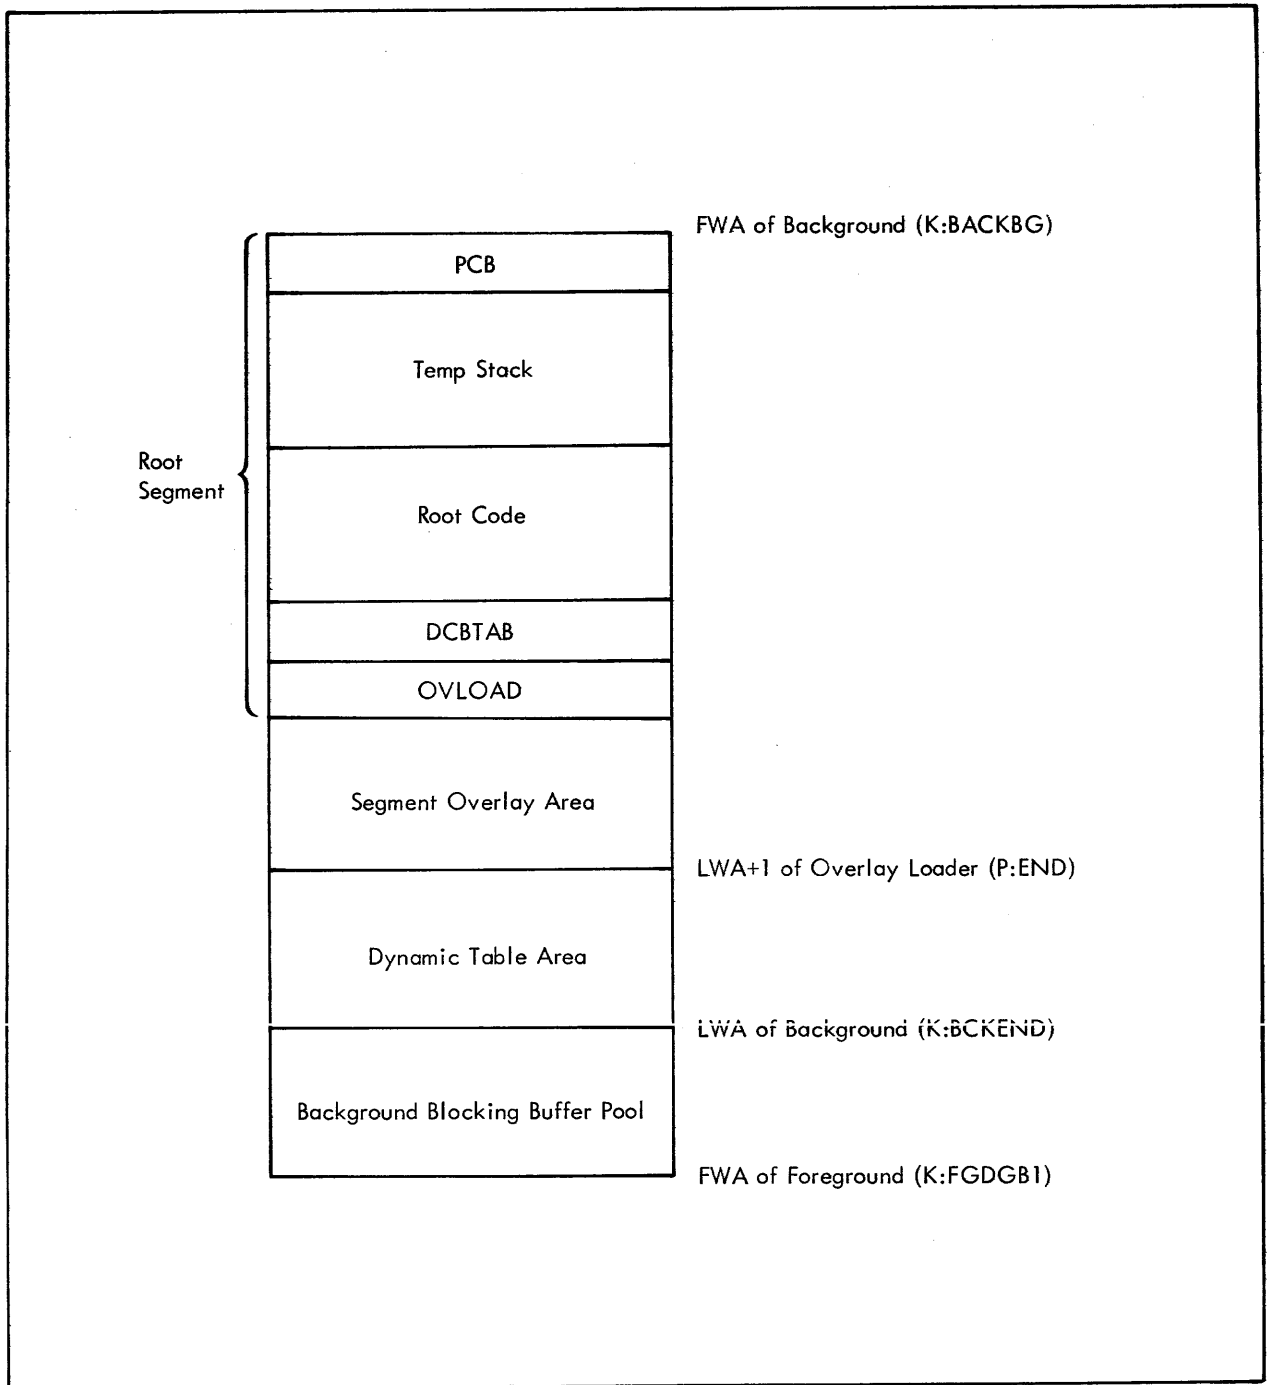 FWA of Background (K:BACKBG)
PCB
Temp Stack
Root
Segment
Root Code
DCBTAB
OVLOAD
Segment Overlay Area
LWA+1 of Overlay Loader (P:END)
Dynamic Table Area
LWA of Background (K:BCKEND)
Background Blocking Buffer Pool
FWA of Foreground (K:FGDGB1)